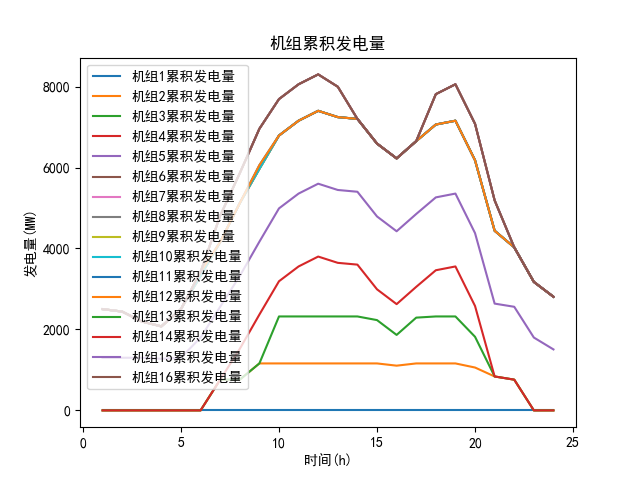 机组累积发电量
机组1累积发电量
机组2累积发电量
机组3累积发电量
机组4累积发电量
机组5累积发电量
机组6累积发电量
机组7累积发电量
机组8累积发电量
机组9累积发电量
机组10累积发电量
机组11累积发电量
机组12累积发电量
机组13累积发电量
机组14累积发电量
机组15累积发电量
机组16累积发电量
发电量(MW)
8000
6000
4000
2000
0
0
5
10
15
20
25
时间(h)